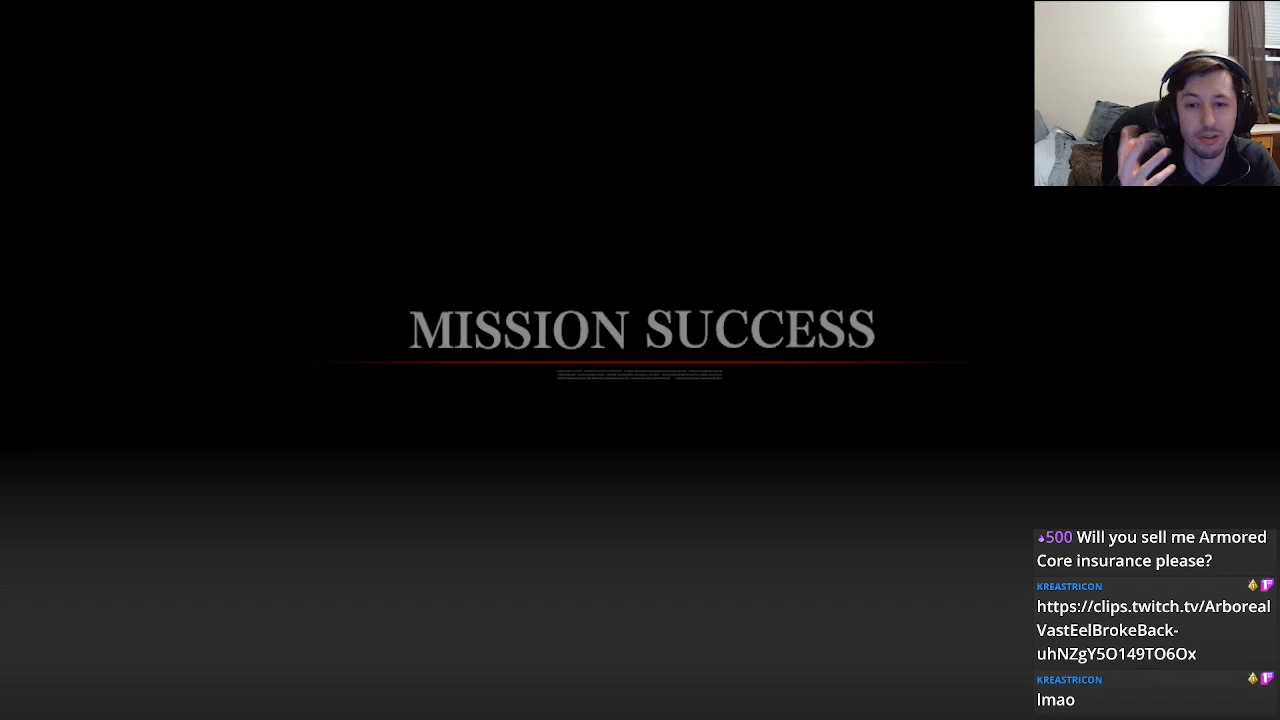 MISSION SUCCESS
500 Will you sell me Armored
Core insurance please?
KREASTRICON
https://clips.twitch.tv/Arboreal
VastEelBrokeBack-
uhNZgY5O149TO6Ox
KREASTRICON
lmao